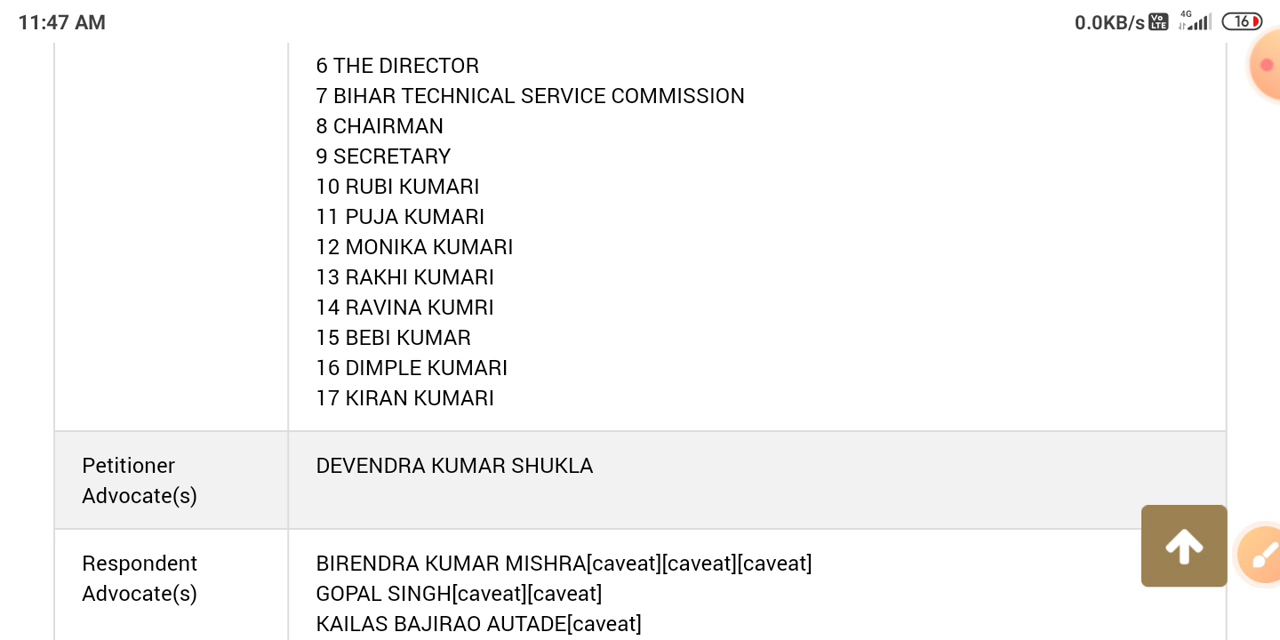 11:47 AM
0.0KB/s Vo LTE 4G 16
6 THE DIRECTOR
7 BIHAR TECHNICAL SERVICE COMMISSION
8 CHAIRMAN
9 SECRETARY
10 RUBI KUMARI
11 PUJA KUMARI
12 MONIKA KUMARI
13 RAKHI KUMARI
14 RAVINA KUMRI
15 BEBI KUMAR
16 DIMPLE KUMARI
17 KIRAN KUMARI
Petitioner
Advocate(s)
DEVENDRA KUMAR SHUKLA
Respondent
Advocate(s)
BIRENDRA KUMAR MISHRA[caveat][caveat][caveat]
GOPAL SINGH[caveat][caveat]
KAILAS BAJIRAO AUTADE[caveat]